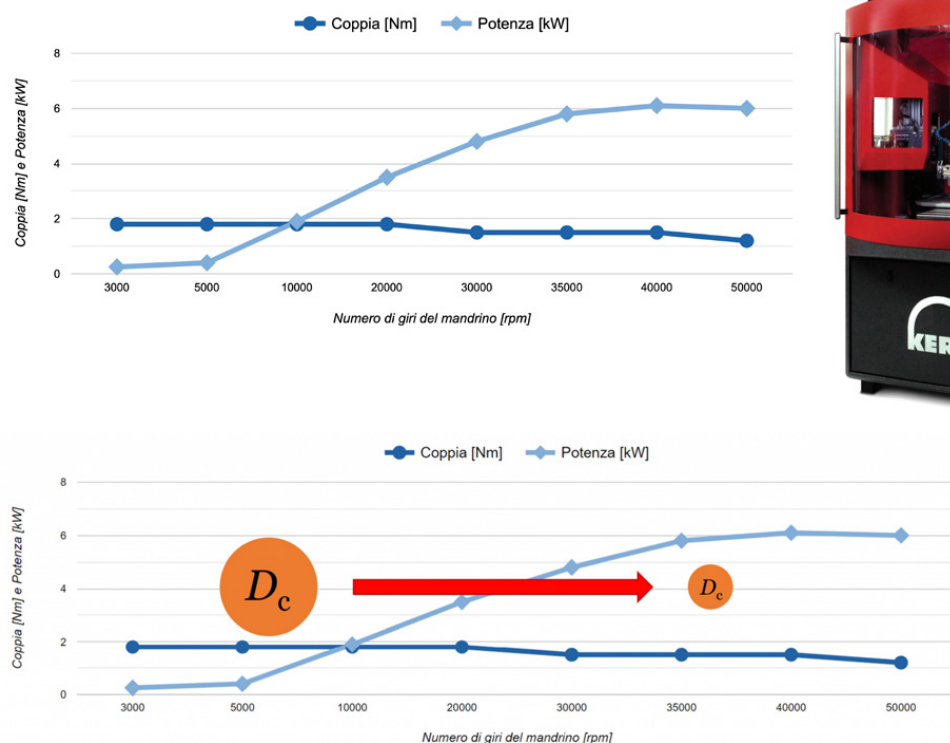 Coppia [Nm] Potenza [kW]
Coppia [Nm] e Potenza [kW]
8
6
4
2
0
3000 5000 10000 20000 30000 35000 40000 50000
Numero di giri del mandrino [rpm]
KER
Coppia [Nm] Potenza [kW]
Coppia [Nm] e Potenza [kW]
8
6
4
2
0
D_c
D_c
3000 5000 10000 20000 30000 35000 40000 50000
Numero di giri del mandrino [rpm]